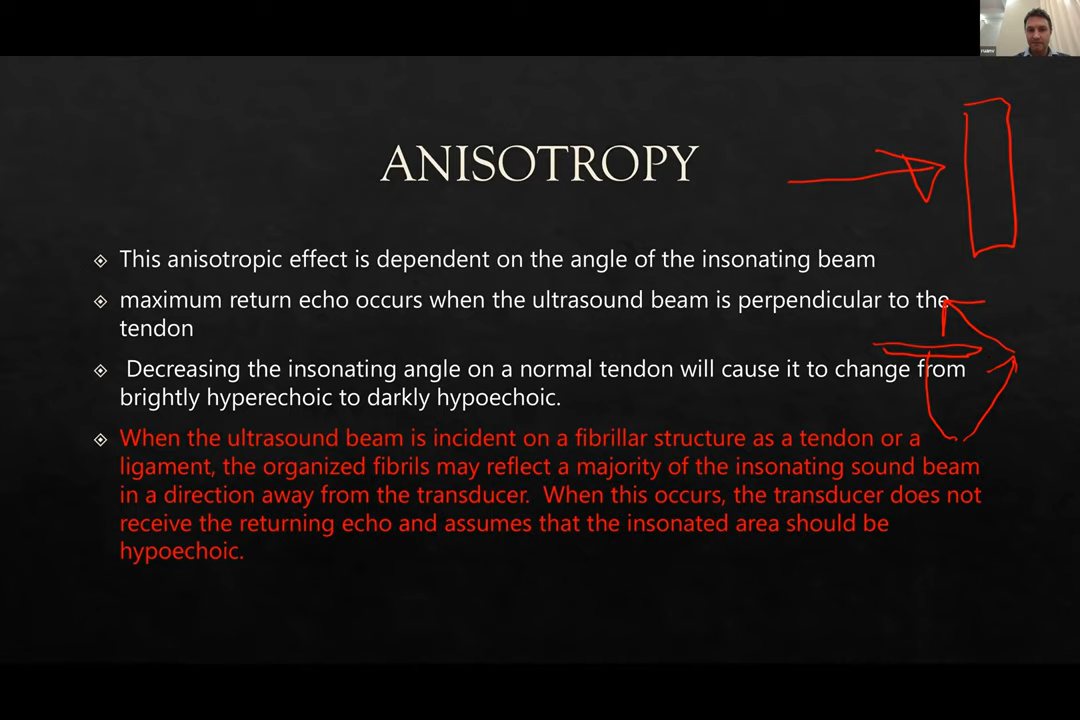 ANISOTROPY
This anisotropic effect is dependent on the angle of the insonating beam
maximum return echo occurs when the ultrasound beam is perpendicular to the
tendon
Decreasing the insonating angle on a normal tendon will cause it to change from
brightly hyperechoic to darkly hypoechoic.
When the ultrasound beam is incident on a fibrillar structure as a tendon or a
ligament, the organized fibrils may reflect a majority of the insonating sound beam
in a direction away from the transducer. When this occurs, the transducer does not
receive the returning echo and assumes that the insonated area should be
hypoechoic.